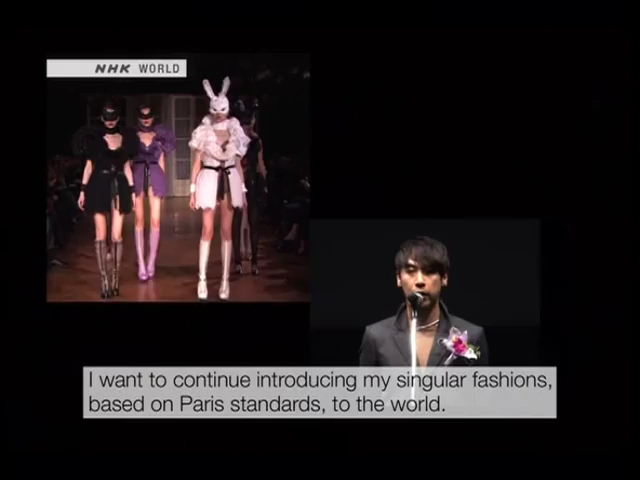 NHK WORLD
I want to continue introducing my singular fashions,
based on Paris standards, to the world.